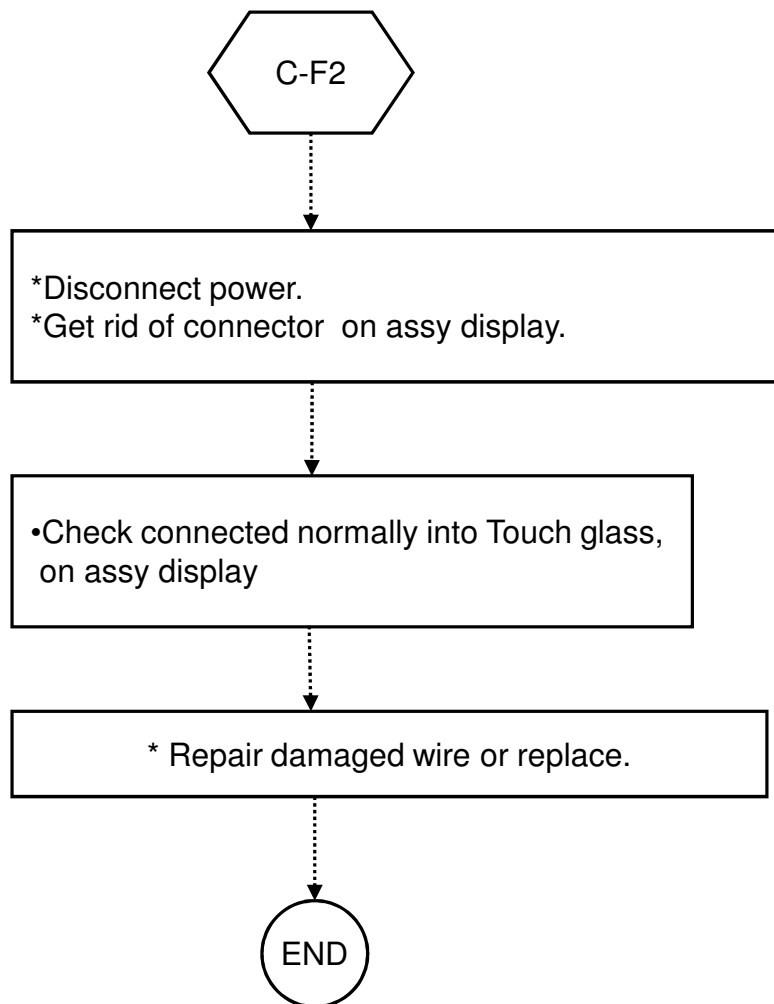 C-F2
*Disconnect power.
*Get rid of connector  on assy display.
•Check connected normally into Touch glass,
on assy display
* Repair damaged wire or replace.
END